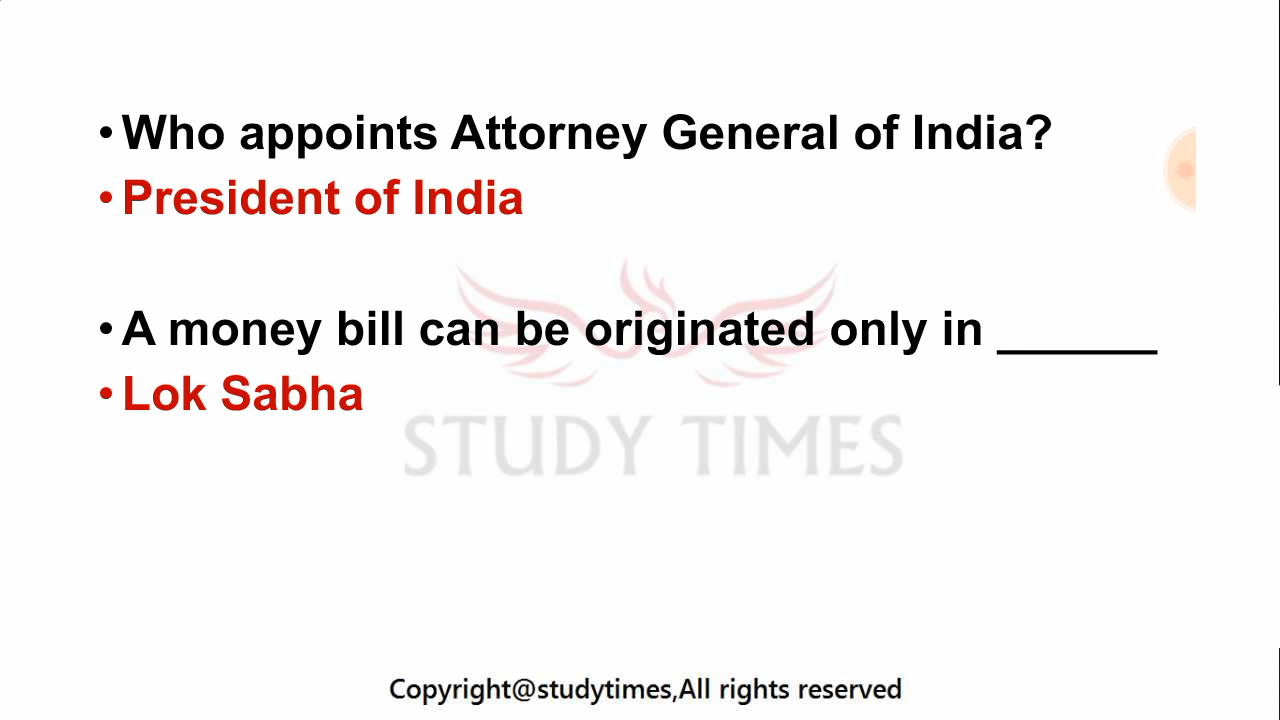 • Who appoints Attorney General of India?
• President of India
• A money bill can be originated only in ______
• Lok Sabha
STUDY TIMES
Copyright@studytimes,All rights reserved